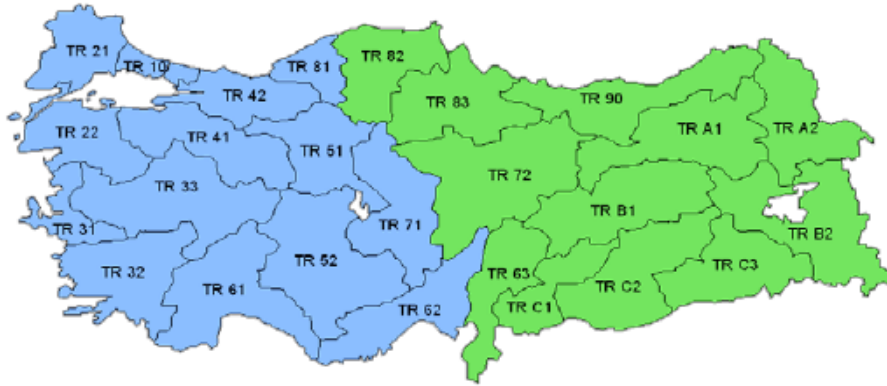 TR 21
TR 10
TR 81
TR 82
TR 42
TR 83
TR 90
TR 22
TR 41
TR 51
TR A1
TR A2
TR 33
TR 72
TR 31
TR 71
TR B1
TR B2
TR 32
TR 61
TR 52
TR 62
TR 63
TR C1
TR C2
TR C3